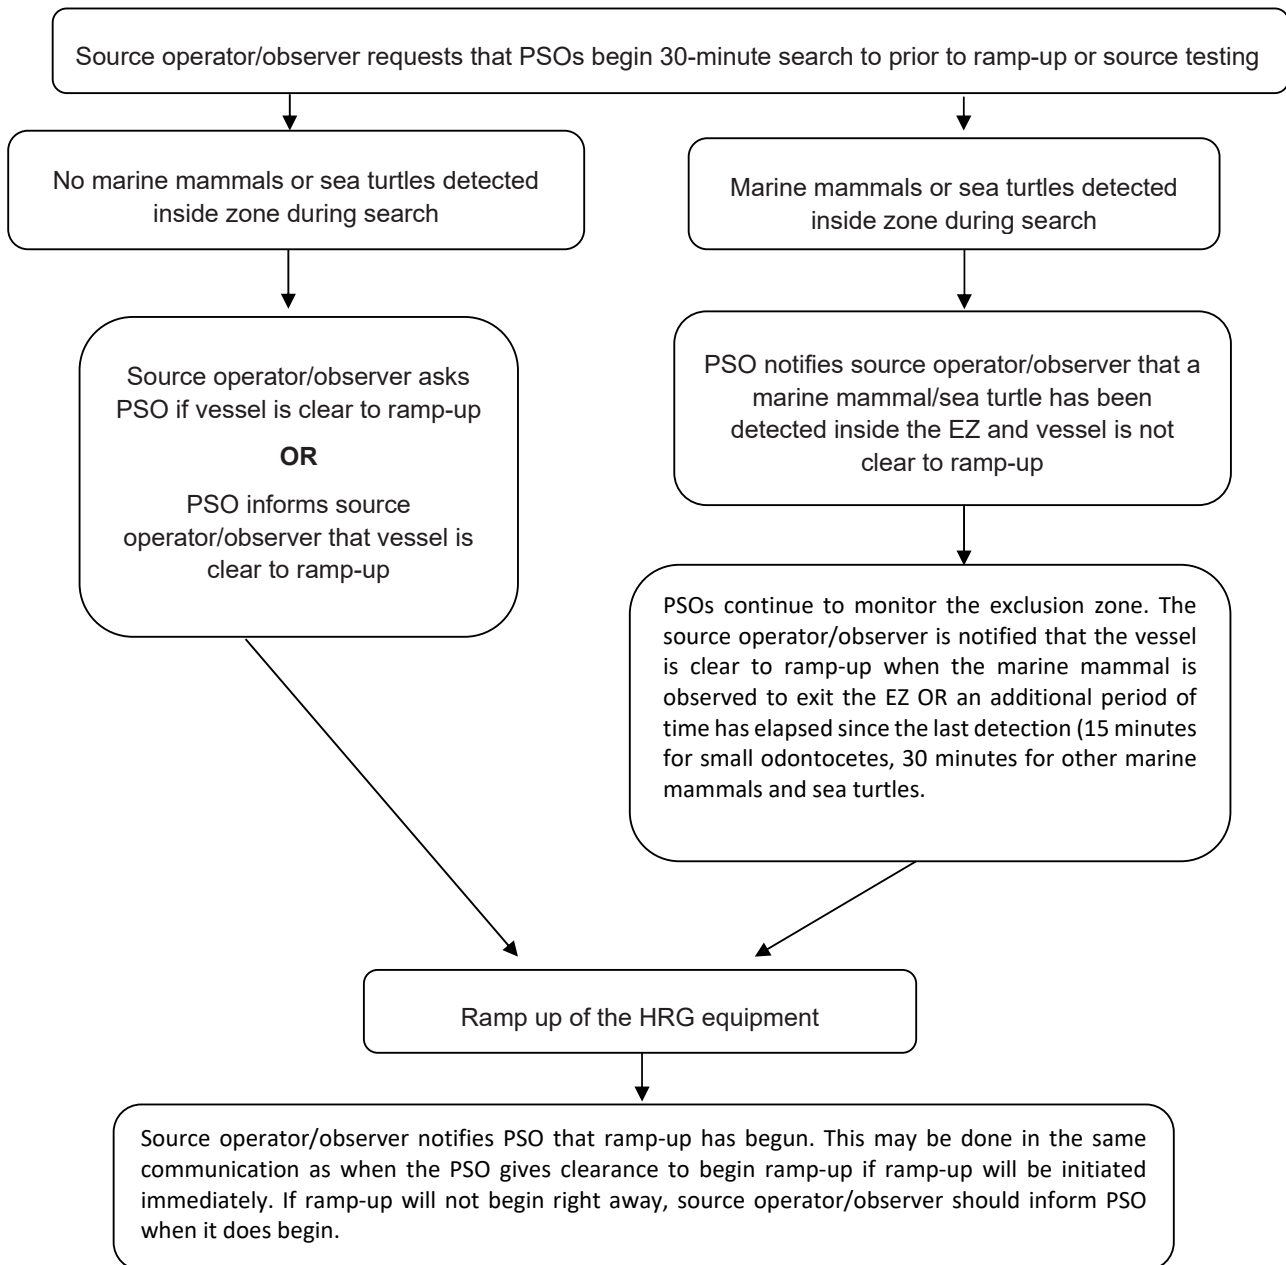 Source operator/observer requests that PSOs begin 30-minute search to prior to ramp-up or source testing
No marine mammals or sea turtles detected
inside zone during search
Marine mammals or sea turtles detected
inside zone during search
Source operator/observer asks
PSO if vessel is clear to ramp-up
OR
PSO informs source
operator/observer that vessel is
clear to ramp-up
PSO notifies source operator/observer that a
marine mammal/sea turtle has been
detected inside the EZ and vessel is not
clear to ramp-up
PSOs continue to monitor the exclusion zone. The
source operator/observer is notified that the vessel
is clear to ramp-up when the marine mammal is
observed to exit the EZ OR an additional period of
time has elapsed since the last detection (15 minutes
for small odontocetes, 30 minutes for other marine
mammals and sea turtles.
Ramp up of the HRG equipment
Source operator/observer notifies PSO that ramp-up has begun. This may be done in the same
communication as when the PSO gives clearance to begin ramp-up if ramp-up will be initiated
immediately. If ramp-up will not begin right away, source operator/observer should inform PSO
when it does begin.